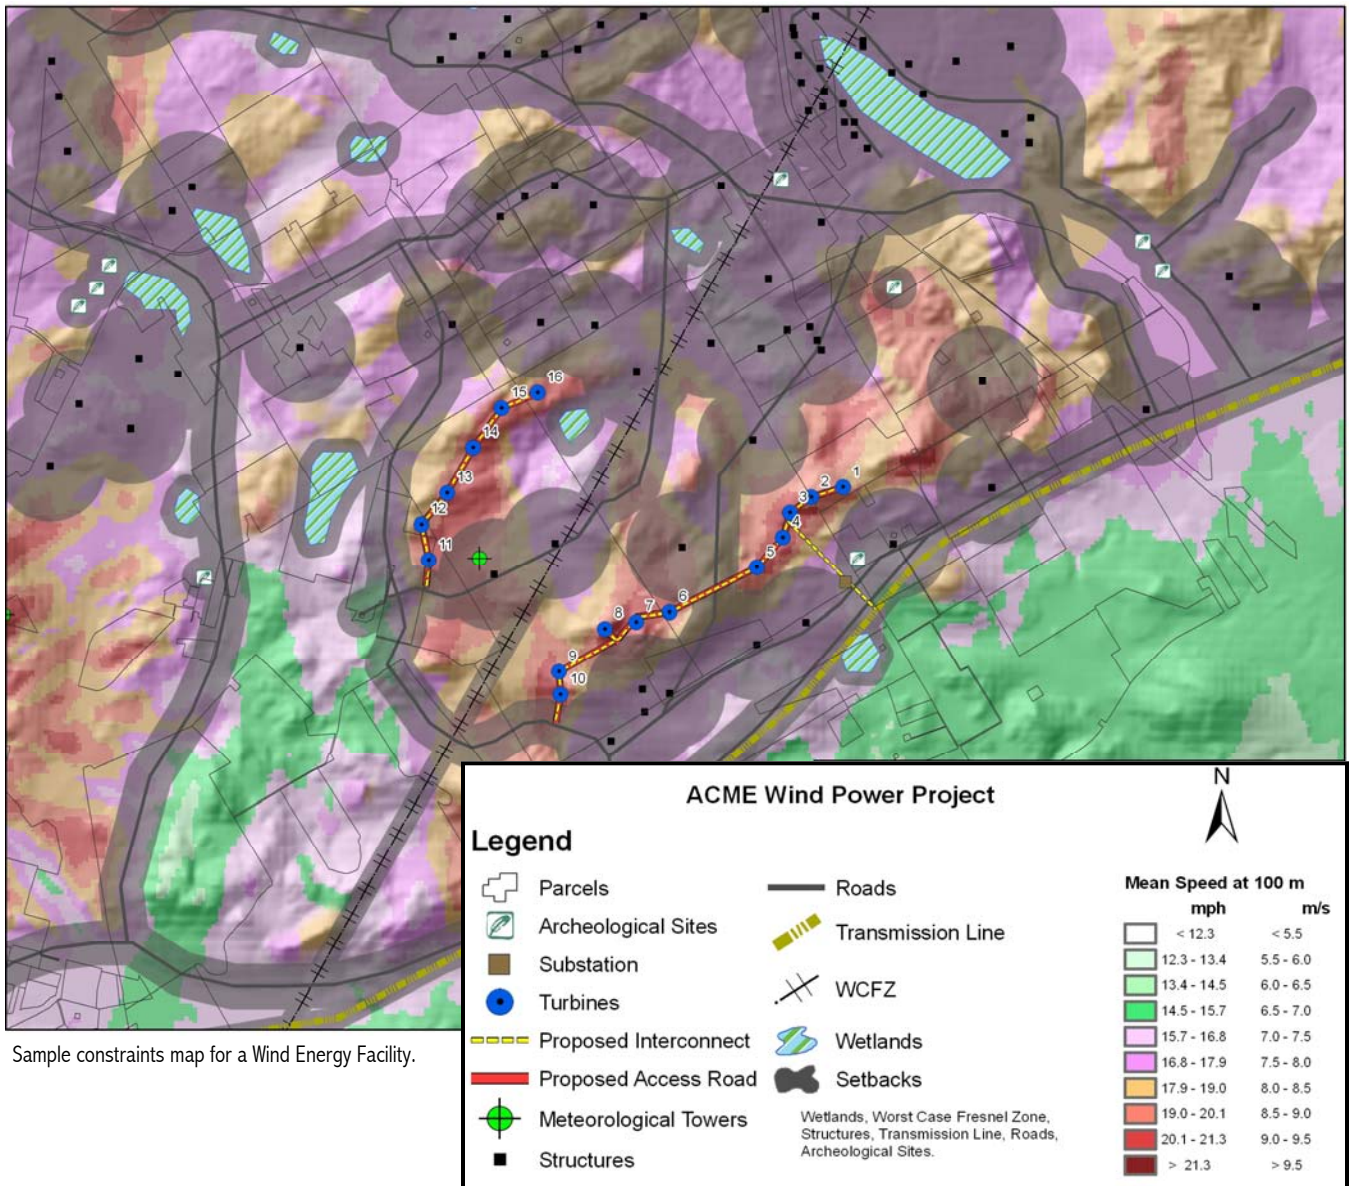 16
15
14
13
12
11
1
2
3
4
5
6
7
8
9
10
Sample constraints map for a Wind Energy Facility.
ACME Wind Power Project
N
Legend
Parcels
Archeological Sites
Substation
Turbines
Proposed Interconnect
Proposed Access Road
Meteorological Towers
Structures
Roads
Transmission Line
WCFZ
Wetlands
Setbacks
Wetlands, Worst Case Fresnel Zone,
Structures, Transmission Line, Roads,
Archeological Sites.
Mean Speed at 100 m
mph m/s
< 12.3 < 5.5
12.3 - 13.4 5.5 - 6.0
13.4 - 14.5 6.0 - 6.5
14.5 - 15.7 6.5 - 7.0
15.7 - 16.8 7.0 - 7.5
16.8 - 17.9 7.5 - 8.0
17.9 - 19.0 8.0 - 8.5
19.0 - 20.1 8.5 - 9.0
20.1 - 21.3 9.0 - 9.5
> 21.3 > 9.5